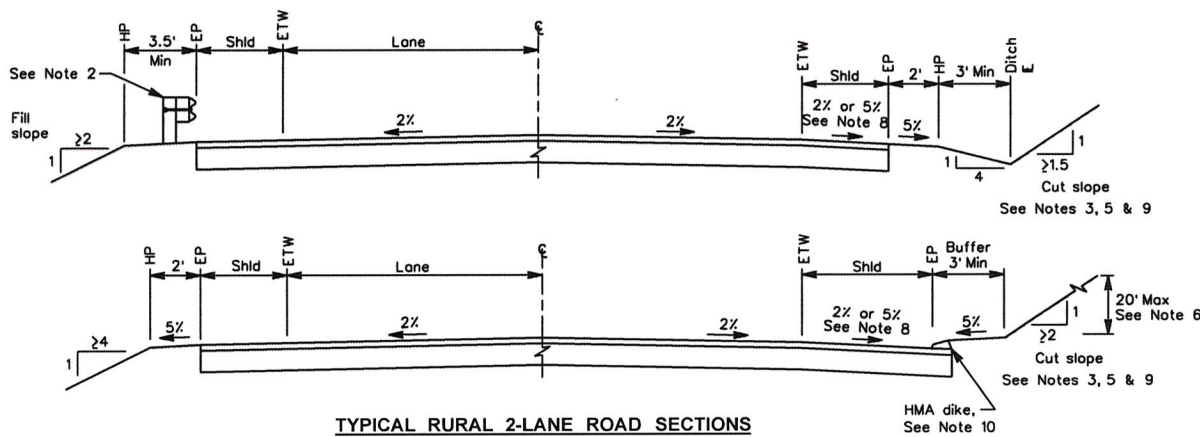 HP
3.5'
Min
EP
Shld
ETW
Lane
℄
ETW
Shld
EP
2'
HP
3' Min
Ditch
℄
See Note 2
Fill
slope
≥2
1
2%
2%
2% or 5%
See Note 8
5%
1
4
1
≥1.5
Cut slope
See Notes 3, 5 & 9
HP
2'
EP
Shld
ETW
Lane
℄
ETW
Shld
EP
Buffer
3' Min
5%
2%
2%
2% or 5%
See Note 8
5%
20' Max
See Note 6
≥4
1
1
≥2
Cut slope
See Notes 3, 5 & 9
HMA dike,
See Note 10
TYPICAL RURAL 2-LANE ROAD SECTIONS